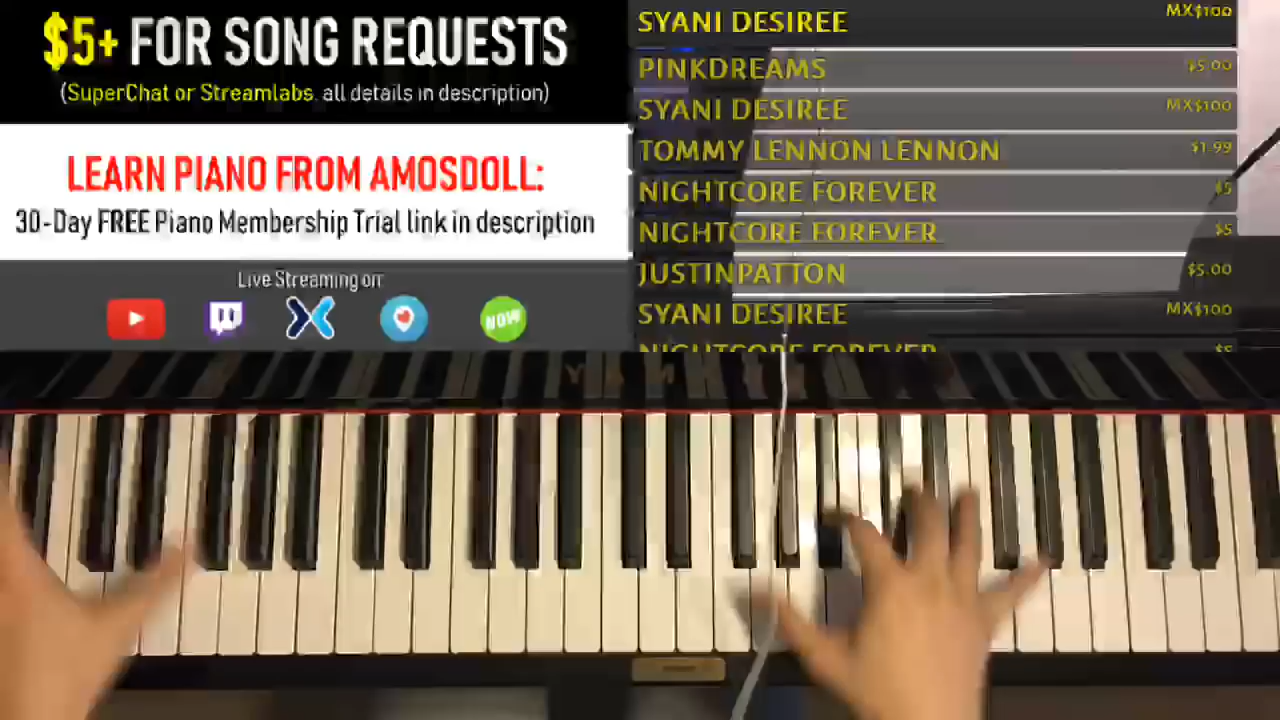 $5+ FOR SONG REQUESTS
(SuperChat or Streamlabs, all details in description)
LEARN PIANO FROM AMOSDOLL:
30-Day FREE Piano Membership Trial link in description
Live Streaming on
NOW
SYANI DESIREE MX$100
PINKDREAMS $5.00
SYANI DESIREE MX$100
TOMMY LENNON LENNON $1.99
NIGHTCORE FOREVER $5
NIGHTCORE FOREVER $5
JUSTINPATTON $5.00
SYANI DESIREE MX$100
NIGHTCORE FOREVER $5